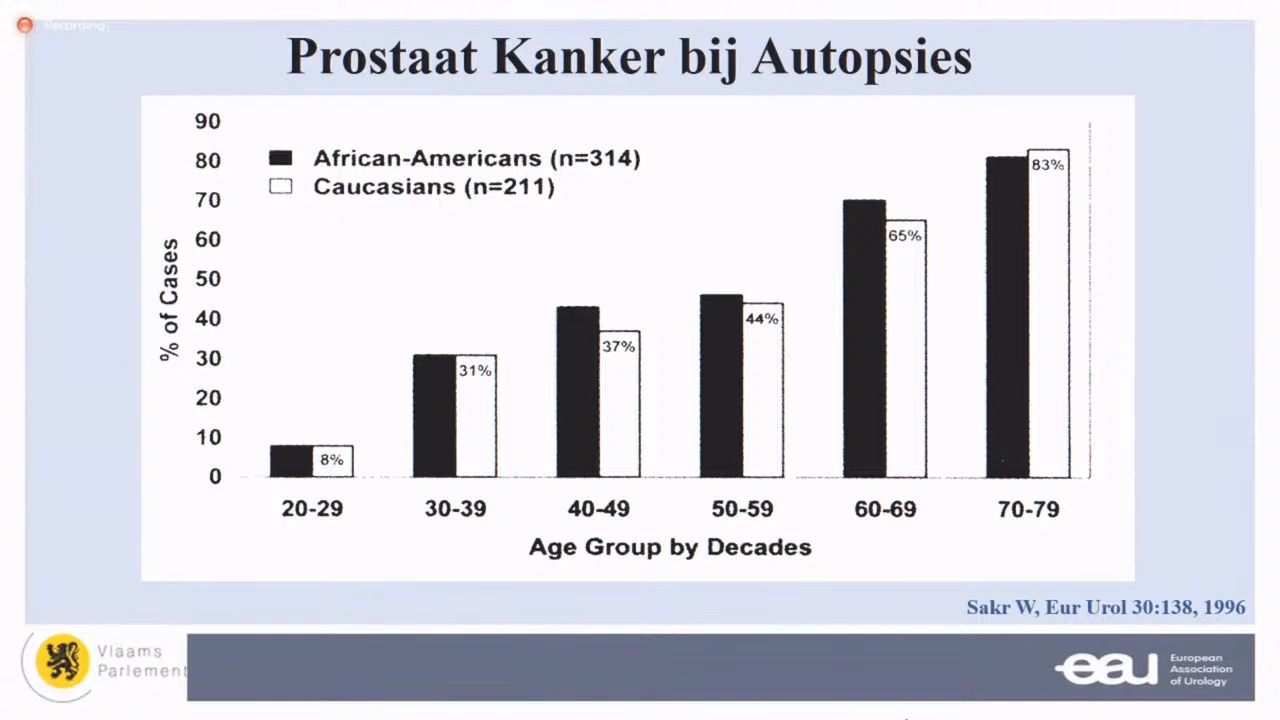 Recording
Prostaat Kanker bij Autopsies
90
80
70
60
50
40
30
20
10
0
% of Cases
African-Americans (n=314)
Caucasians (n=211)
8%
31%
37%
44%
65%
83%
20-29
30-39
40-49
50-59
60-69
70-79
Age Group by Decades
Sakr W, Eur Urol 30:138, 1996
Vlaams
Parlement
eau
European
Association
of Urology